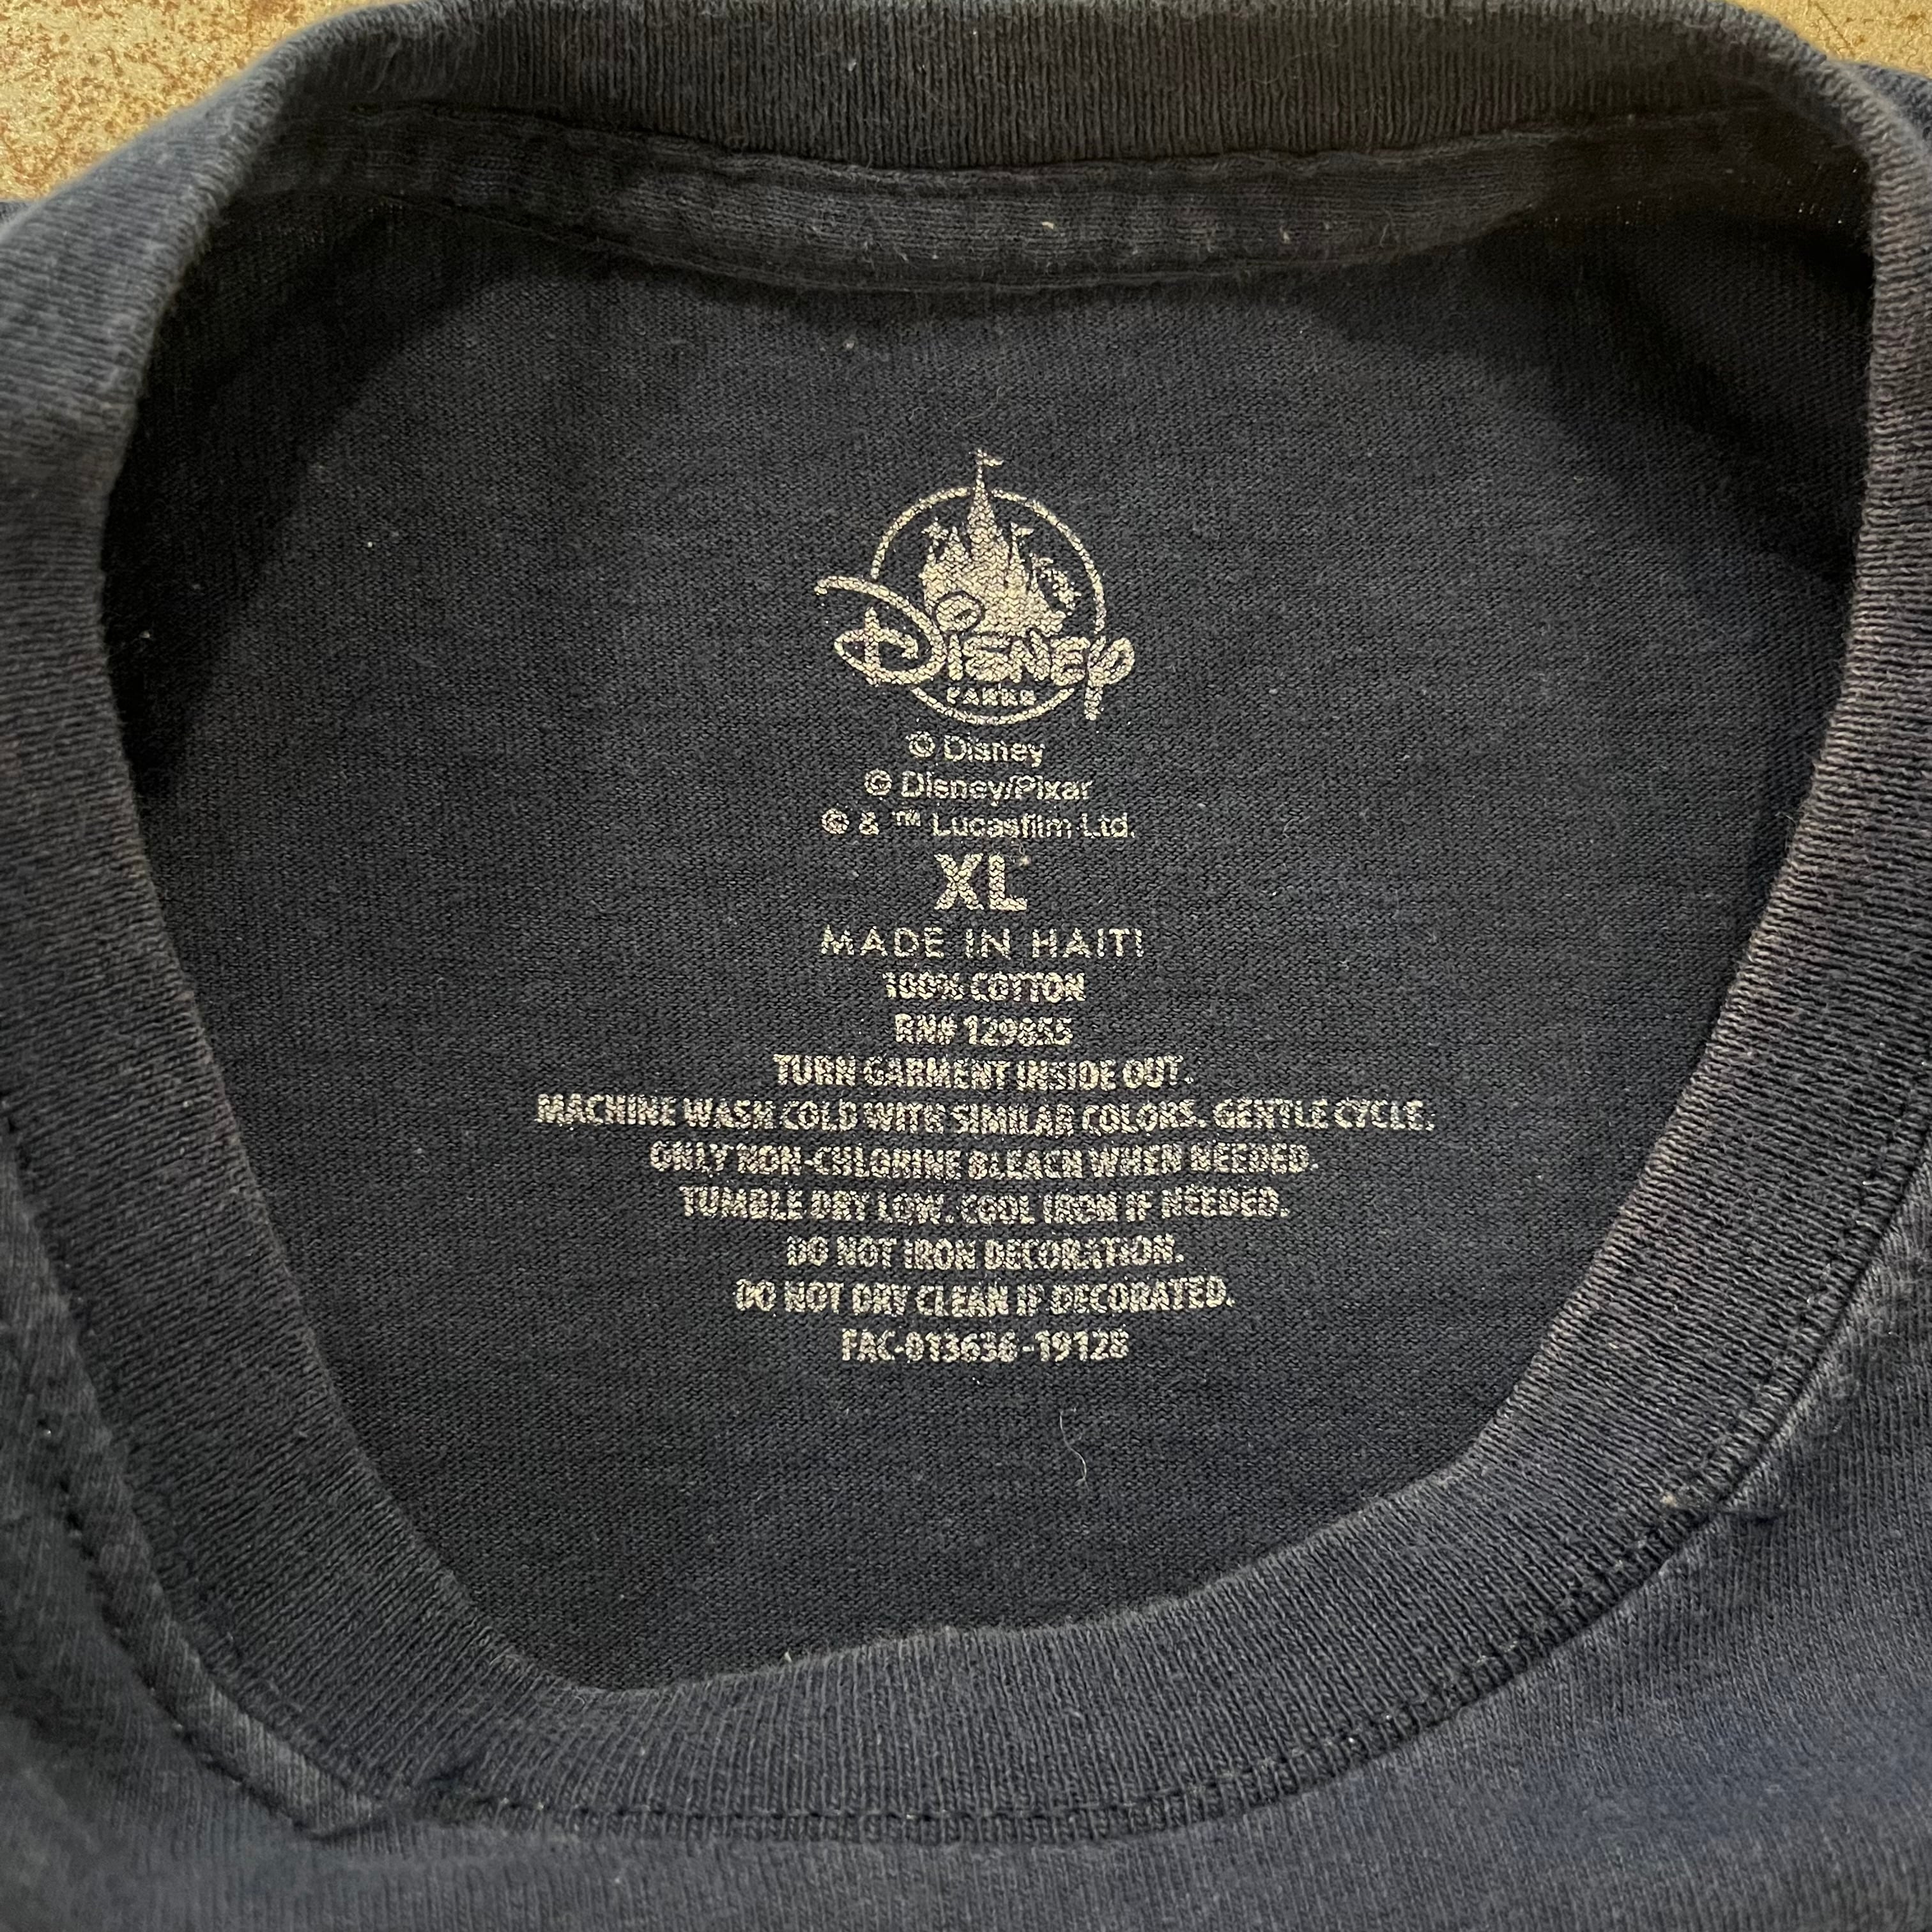 Disney
PARKS
© Disney
© Disney/Pixar
© & ™ Lucasfilm Ltd.
XL
MADE IN HAITI
100% COTTON
RN# 129855
TURN GARMENT INSIDE OUT.
MACHINE WASH COLD WITH SIMILAR COLORS. GENTLE CYCLE.
ONLY NON-CHLORINE BLEACH WHEN NEEDED.
TUMBLE DRY LOW. COOL IRON IF NEEDED.
DO NOT IRON DECORATION.
DO NOT DRY CLEAN IF DECORATED.
FAC-013636-19128